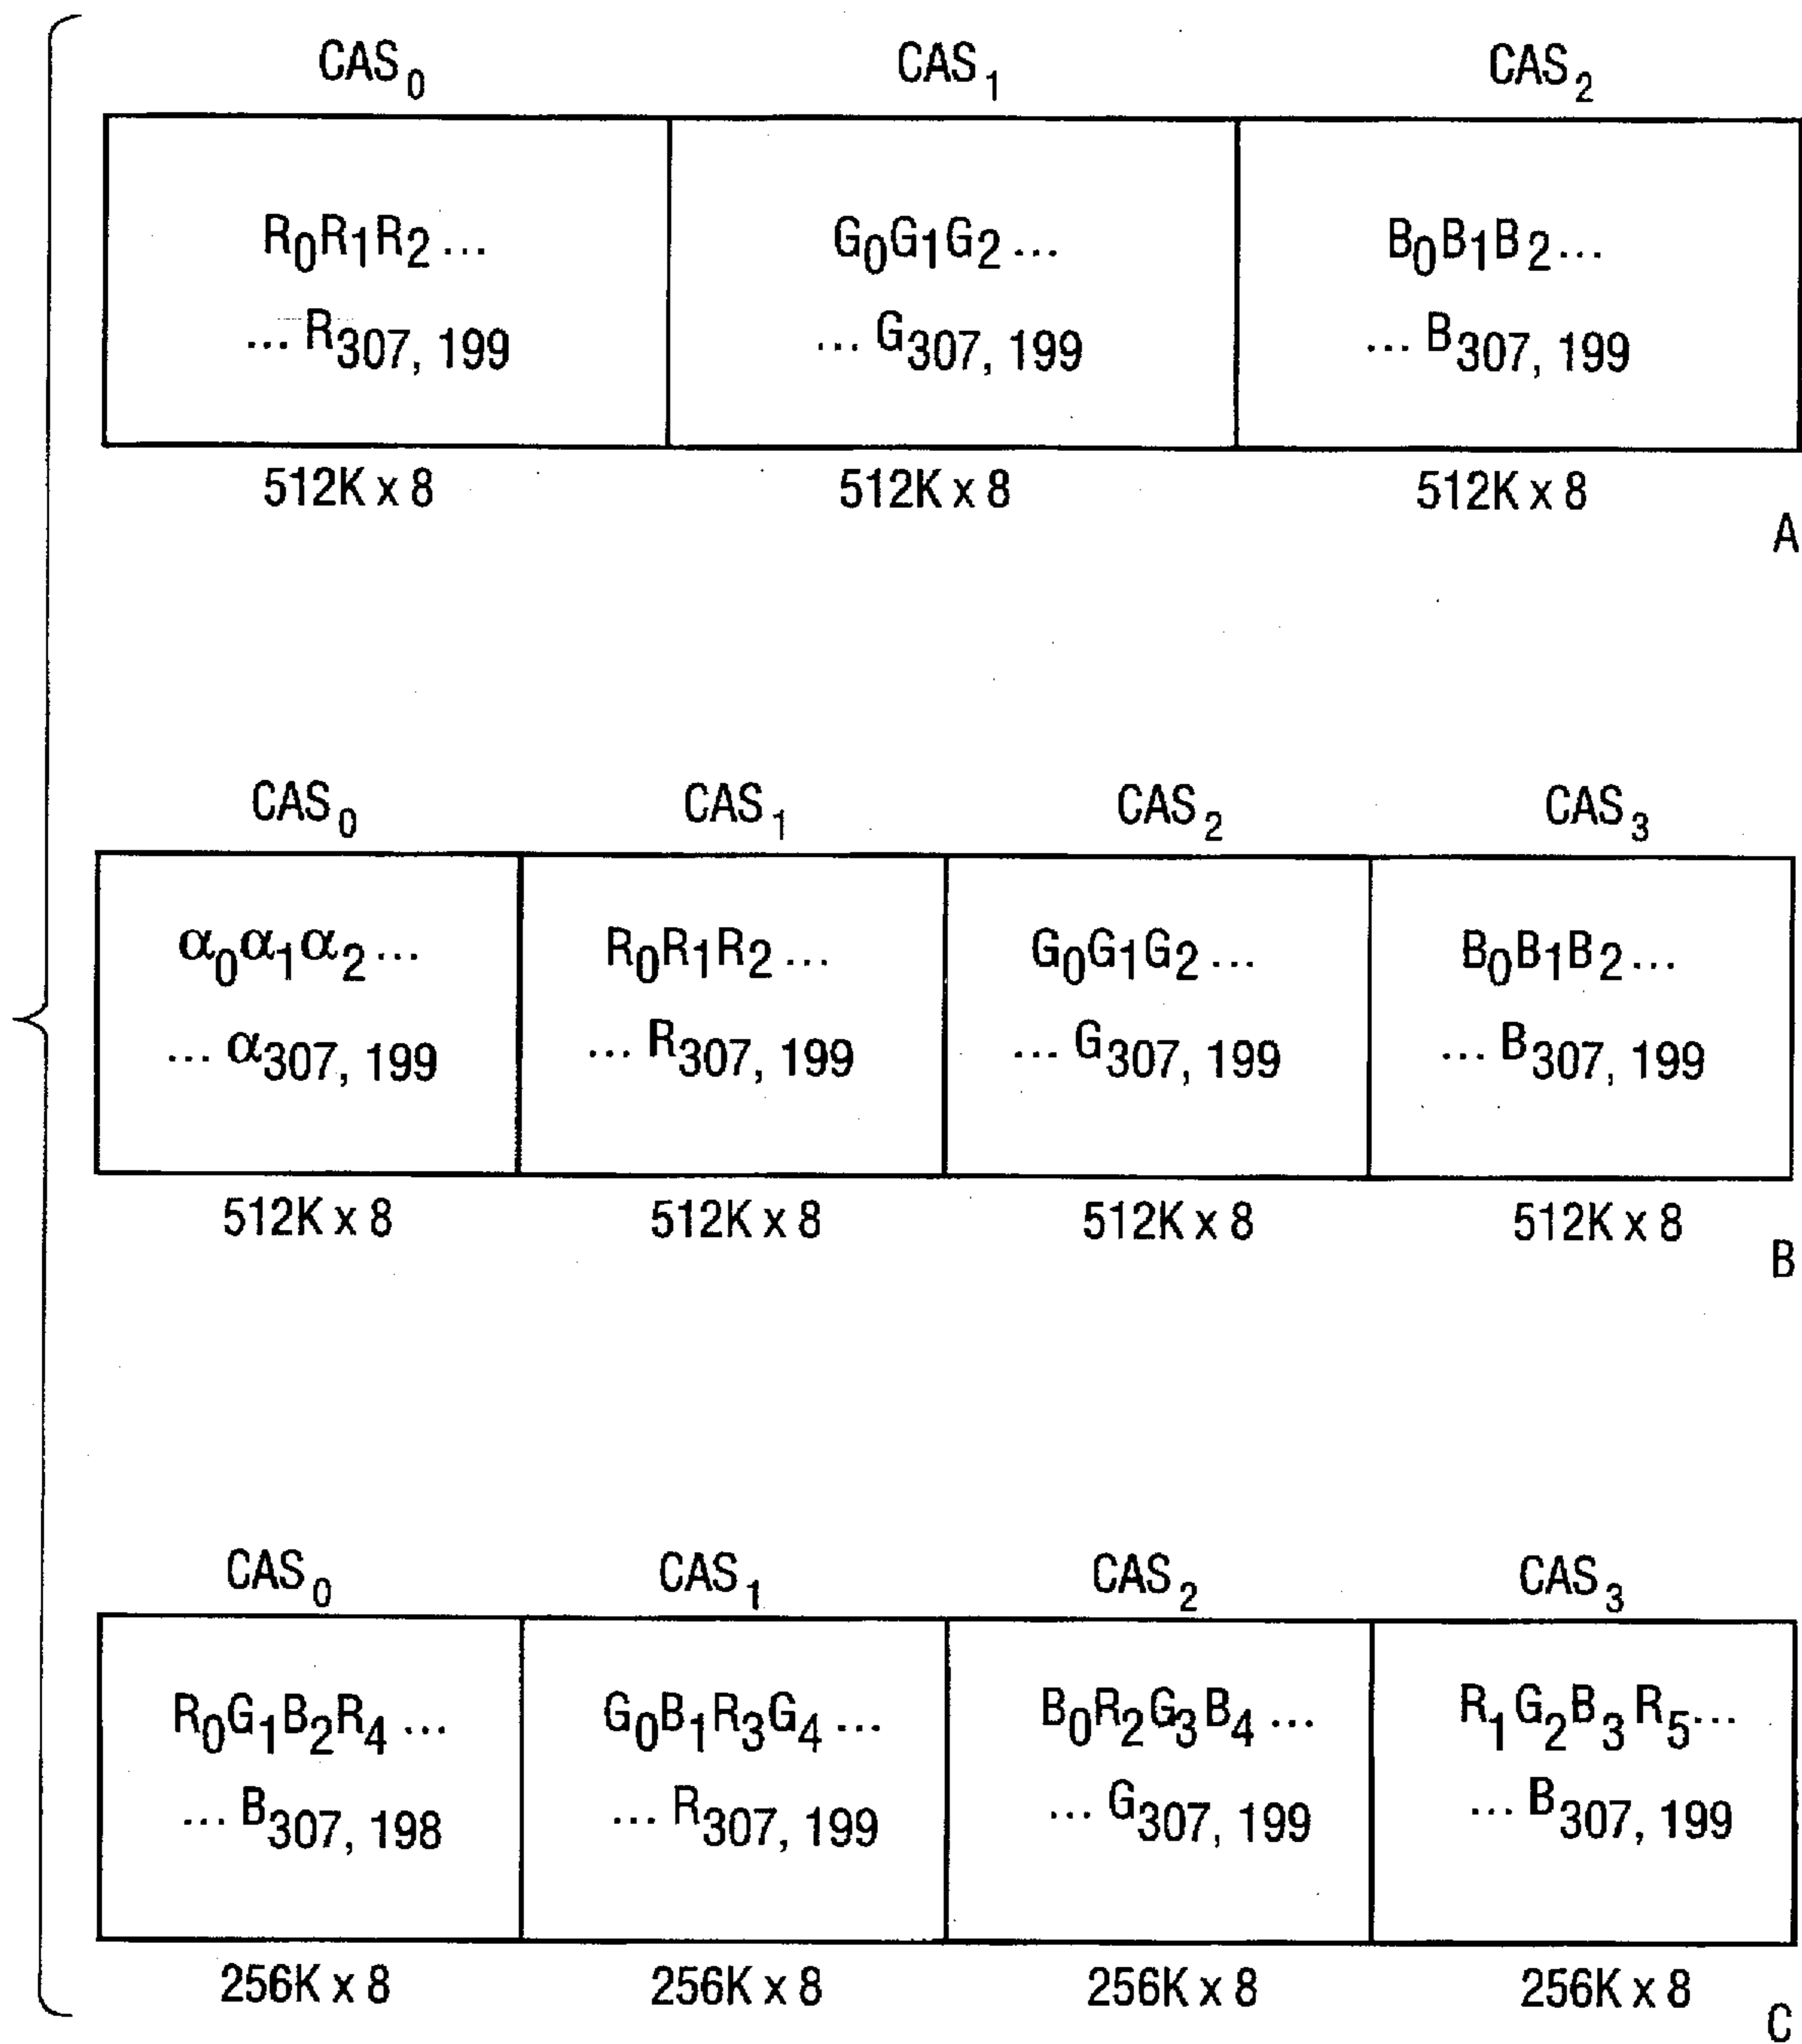 CAS₀ CAS₁ CAS₂
R₀R₁R₂... G₀G₁G₂... B₀B₁B₂...
...R₃₀₇, ₁₉₉ ...G₃₀₇, ₁₉₉ ...B₃₀₇, ₁₉₉
512K x 8 512K x 8 512K x 8
A
CAS₀ CAS₁ CAS₂ CAS₃
α₀α₁α₂... R₀R₁R₂... G₀G₁G₂... B₀B₁B₂...
...α₃₀₇, ₁₉₉ ...R₃₀₇, ₁₉₉ ...G₃₀₇, ₁₉₉ ...B₃₀₇, ₁₉₉
512K x 8 512K x 8 512K x 8 512K x 8
B
CAS₀ CAS₁ CAS₂ CAS₃
R₀G₁B₂R₄... G₀B₁R₃G₄... B₀R₂G₃B₄... R₁G₂B₃R₅...
...B₃₀₇, ₁₉₈ ...R₃₀₇, ₁₉₉ ...G₃₀₇, ₁₉₉ ...B₃₀₇, ₁₉₉
256K x 8 256K x 8 256K x 8 256K x 8
C